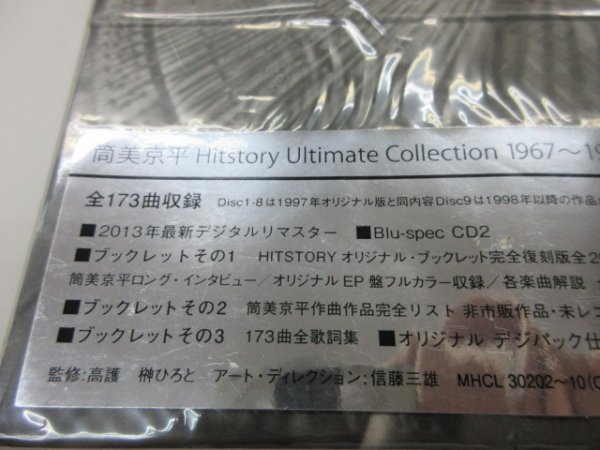 筒美京平 Hitstory Ultimate Collection 1967〜19
全173曲収録 Disc1-8は1997年オリジナル版と同内容Disc9は1998年以降の作品
■2013年最新デジタルリマスター ■Blu-spec CD2
■ブックレットその1 HITSTORY オリジナル・ブックレット完全復刻版全20
筒美京平ロング・インタビュー/オリジナル EP 盤フルカラー収録/各楽曲解説
■ブックレットその2 筒美京平作曲作品完全リスト 非市販作品・未レコ
■ブックレットその3 173曲全歌詞集 ■オリジナル デジパック仕
監修:高護 榊ひろと アート・ディレクション:信藤三雄 MHCL 30202〜10(C